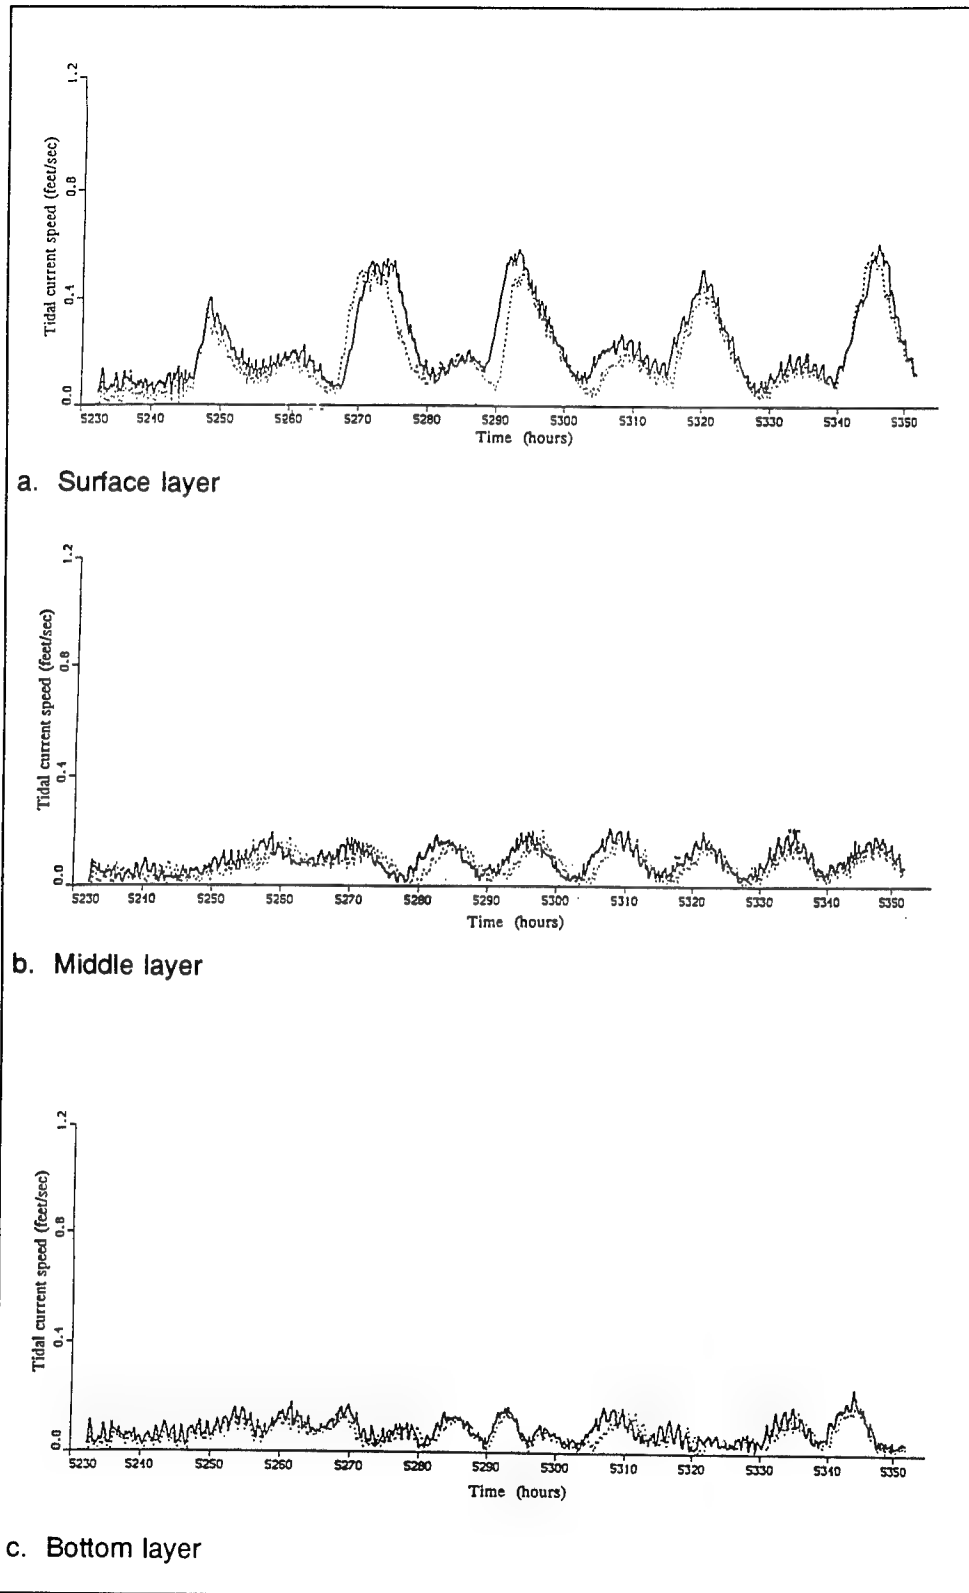 1.2
0.8
0.4
0.0
Tidal current speed (feet/sec)
5230 5240 5250 5260 5270 5280 5290 5300 5310 5320 5330 5340 5350
Time (hours)
a. Surface layer
1.2
0.8
0.4
0.0
Tidal current speed (feet/sec)
5230 5240 5250 5260 5270 5280 5290 5300 5310 5320 5330 5340 5350
Time (hours)
b. Middle layer
1.2
0.8
0.4
0.0
Tidal current speed (feet/sec)
5230 5240 5250 5260 5270 5280 5290 5300 5310 5320 5330 5340 5350
Time (hours)
c. Bottom layer